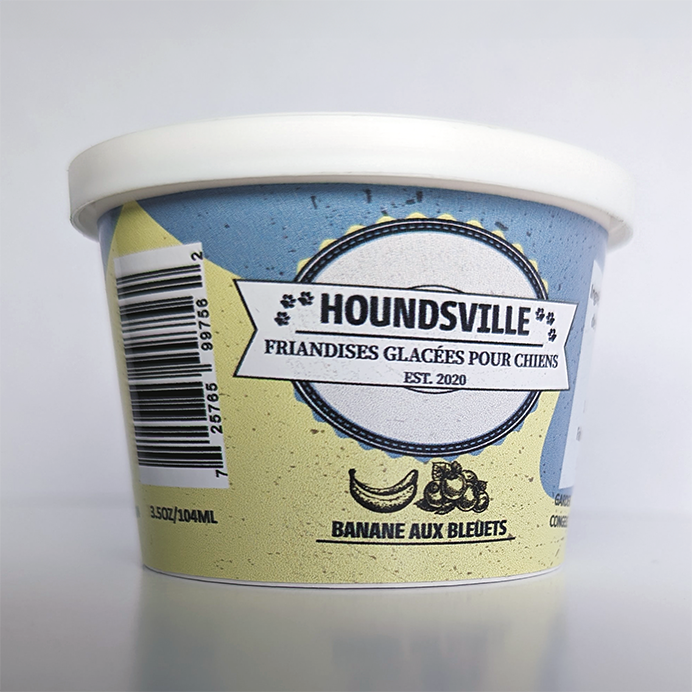 HOUNDSVILLE
FRIANDISES GLACÉES POUR CHIENS
EST. 2020
BANANE AUX BLEUETS
7 25765 99756 2
3.5OZ/104ML